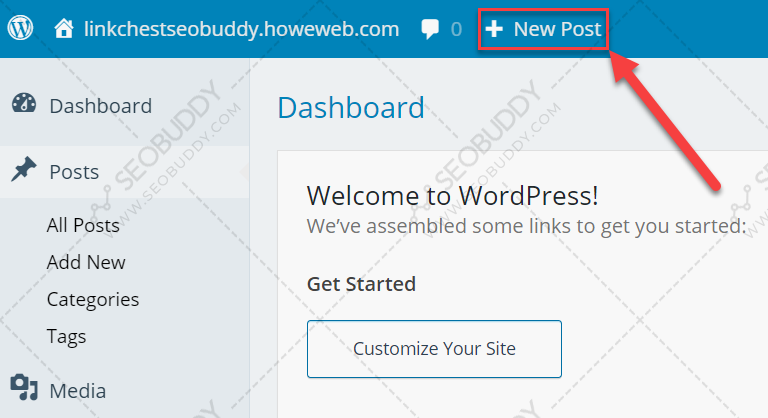 linkchestseobuddy.howeweb.com 0 New Post
Dashboard
Posts
All Posts
Add New
Categories
Tags
Media
Dashboard
Welcome to WordPress!
We've assembled some links to get you started:
Get Started
Customize Your Site
SEOBUDDY
WWW.SEOBUDDY.COM